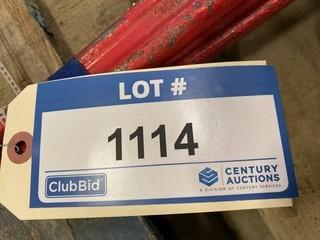 LOT #
1114
ClubBid
CENTURY
AUCTIONS
A DIVISION OF CENTURY SERVICES